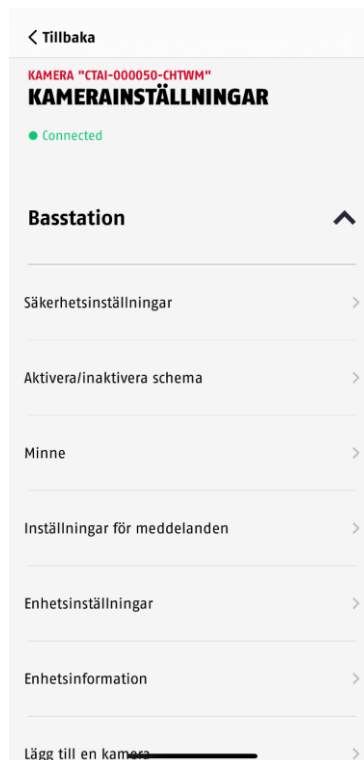 Tillbaka
KAMERA "CTAI-000050-CHTWM"
KAMERAINSTÄLLNINGAR
Connected
Basstation
Säkerhetsinställningar
Aktivera/inaktivera schema
Minne
Inställningar för meddelanden
Enhetsinställningar
Enhetsinformation
Lägg till en kamera